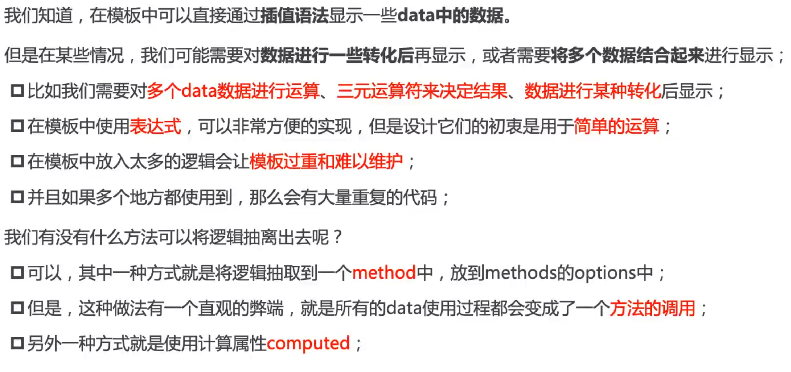 我们知道，在模板中可以直接通过插值语法显示一些data中的数据。
但是在某些情况，我们可能需要对数据进行一些转化后再显示，或者需要将多个数据结合起来进行显示；
比如我们需要对多个data数据进行运算、三元运算符来决定结果、数据进行某种转化后显示；
在模板中使用表达式，可以非常方便的实现，但是设计它们的初衷是用于简单的运算；
在模板中放入太多的逻辑会让模板过重和难以维护；
并且如果多个地方都使用到，那么会有大量重复的代码；
我们有没有什么方法可以将逻辑抽离出去呢？
可以，其中一种方式就是将逻辑抽取到一个method中，放到methods的options中；
但是，这种做法有一个直观的弊端，就是所有的data使用过程都会变成了一个方法的调用；
另外一种方式就是使用计算属性computed；